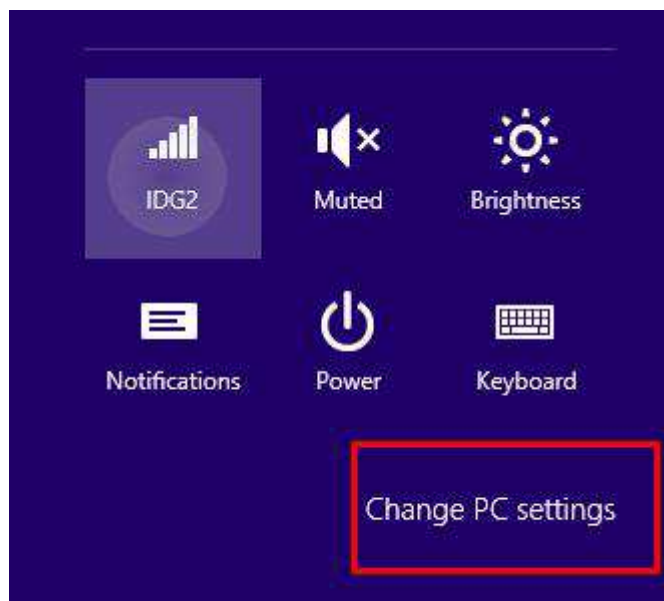 IDG2
Muted
Brightness
Notifications
Power
Keyboard
Change PC settings